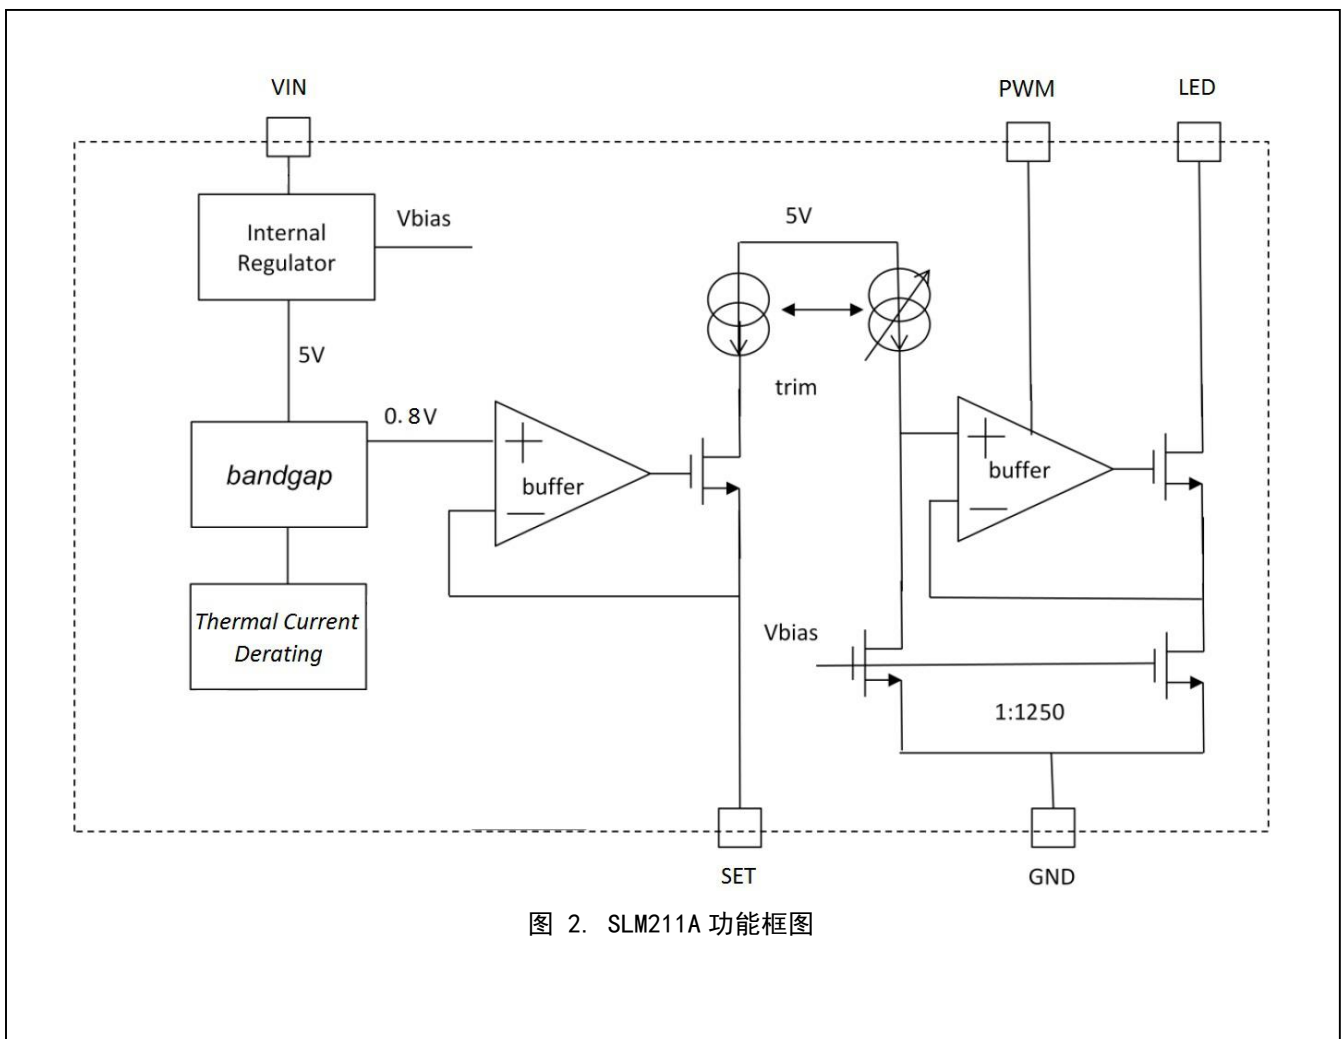 VIN
PWM
LED
Internal
Regulator
Vbias
5V
5V
trim
0.8V
bandgap
+
buffer
−
+
buffer
−
Thermal Current
Derating
Vbias
1:1250
SET
GND
图 2. SLM211A 功能框图